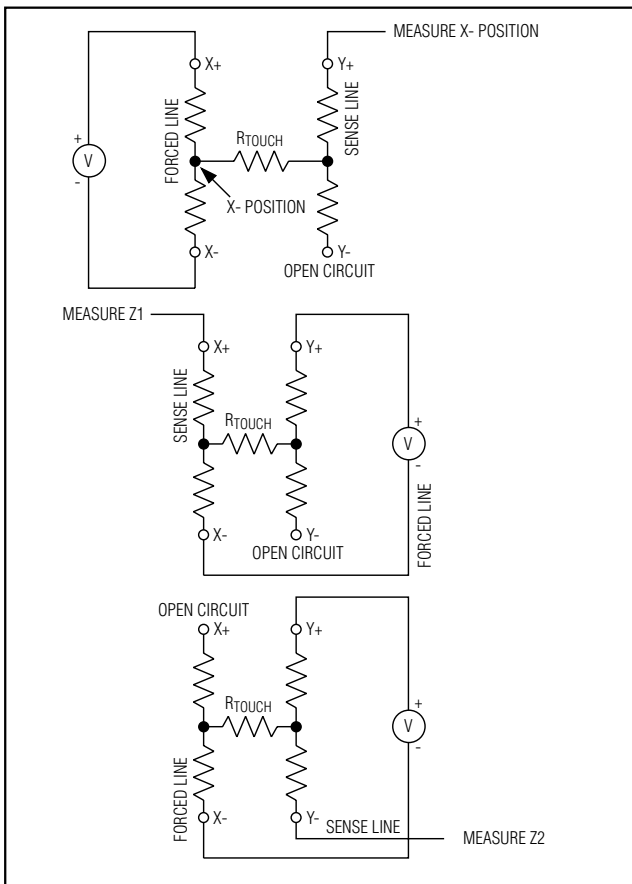 MEASURE X- POSITION
X+
Y+
FORCED LINE
SENSE LINE
RTOUCH
+
V
-
X- POSITION
X-
Y-
OPEN CIRCUIT
MEASURE Z1
X+
Y+
SENSE LINE
RTOUCH
+
V
-
X-
Y-
OPEN CIRCUIT
FORCED LINE
OPEN CIRCUIT
X+
Y+
RTOUCH
+
V
-
FORCED LINE
X-
Y-
SENSE LINE
MEASURE Z2